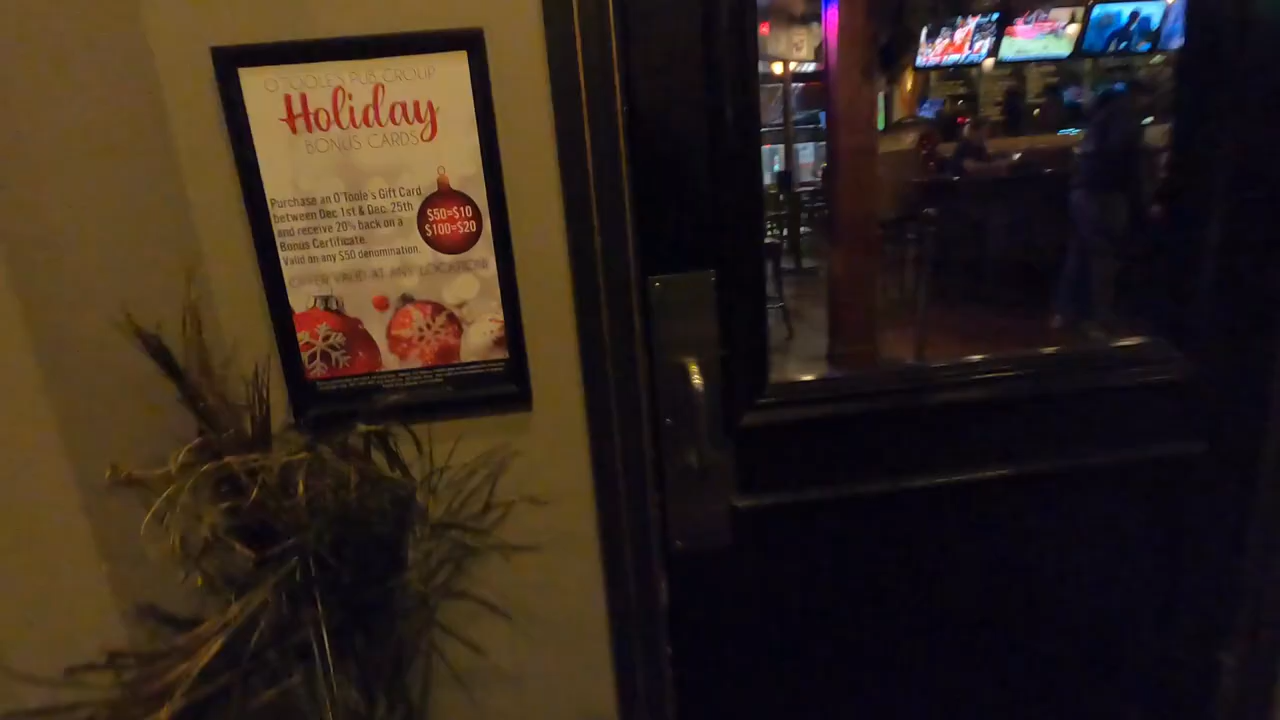 O'TOOLE'S PUB GROUP
Holiday
BONUS CARDS
Purchase an O'Toole's Gift Card
between Dec 1st & Dec. 25th
and receive 20% back on a
Bonus Certificate.
Valid on any $50 denomination.
$50=$10
$100=$20
OFFER VALID AT ANY LOCATION!